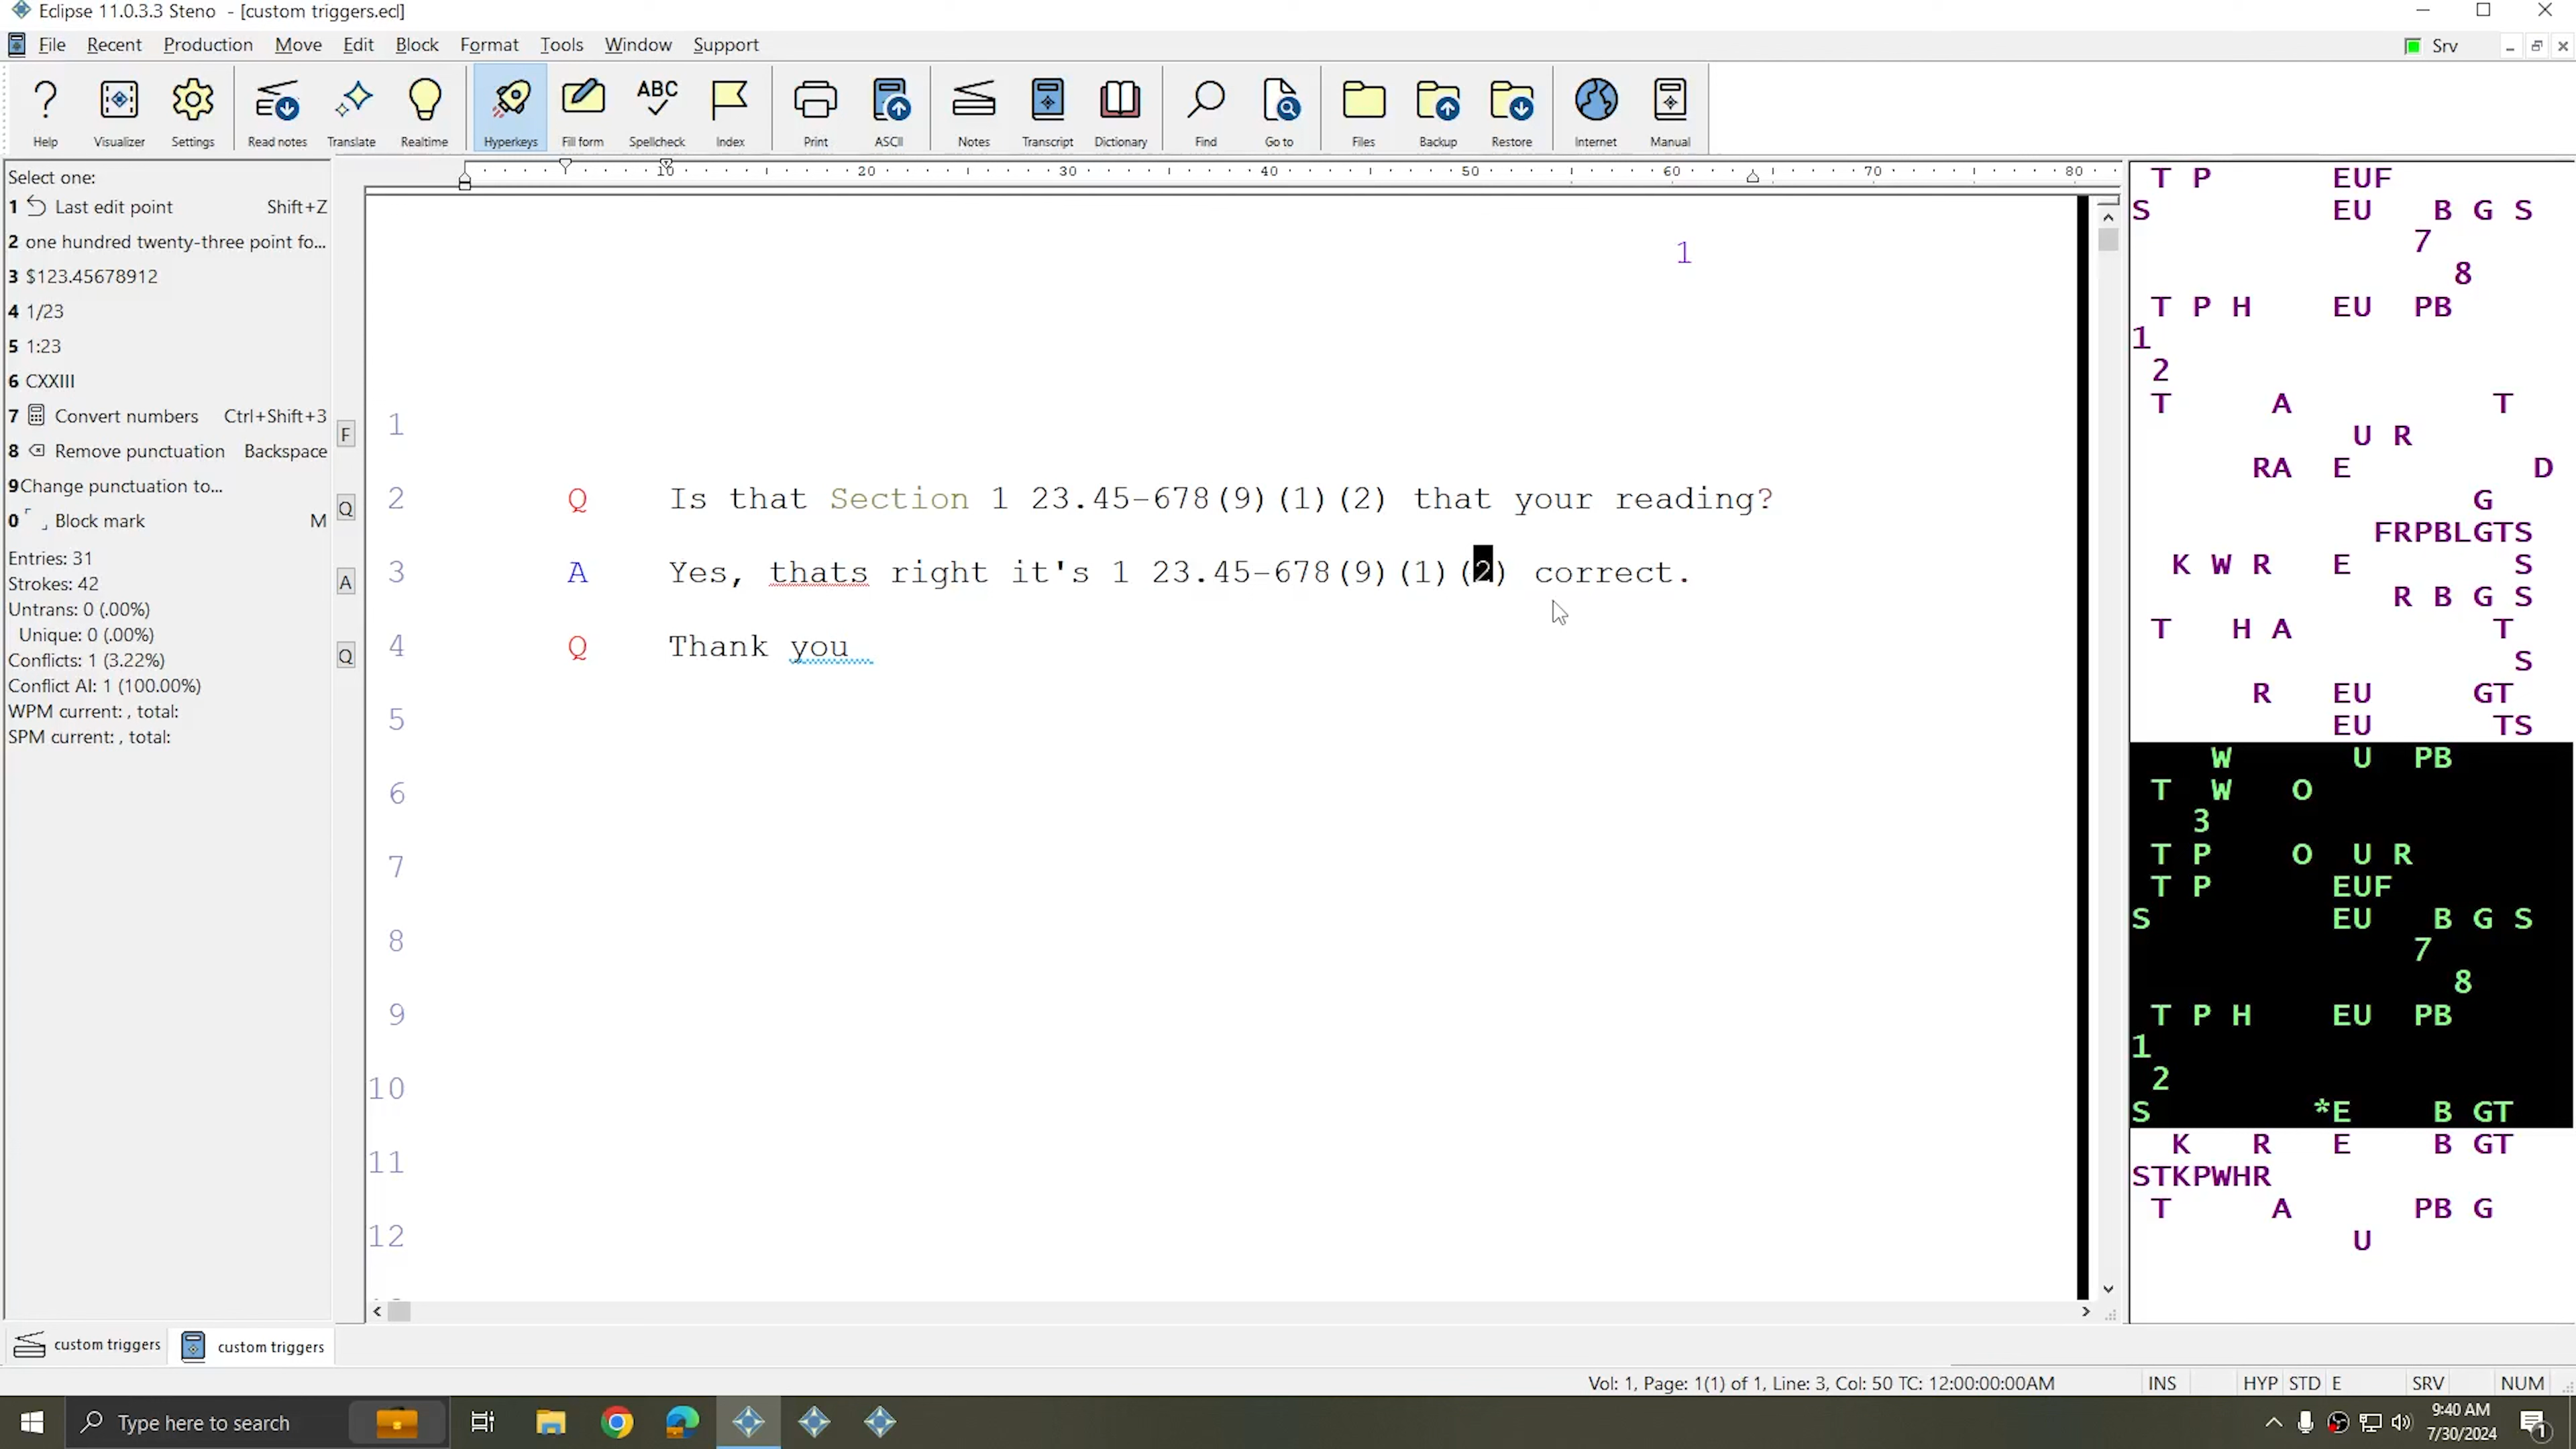 Eclipse 11.0.3.3 Steno - [custom triggers.ecl]
File Recent Production Move Edit Block Format Tools Window Support Srv
ABC
Help Visualizer Settings Read notes Translate Realtime Hyperkeys Fill form Spellcheck Index Print ASCII Notes Transcript Dictionary Find Go to Files Backup Restore Internet Manual
Select one:
1 Last edit point Shift+Z
2 one hundred twenty-three point fo...
3 $123.45678912
4 1/23
5 1:23
6 CXXIII
7 Convert numbers Ctrl+Shift+3
8 Remove punctuation Backspace
9Change punctuation to...
0 Block mark M
Entries: 31
Strokes: 42
Untrans: 0 (.00%)
Unique: 0 (.00%)
Conflicts: 1 (3.22%)
Conflict AI: 1 (100.00%)
WPM current: , total:
SPM current: , total:
10 20 30 40 50 60 70 80
1
F 1
Q 2 Q Is that Section 1 23.45-678(9)(1)(2) that your reading?
A 3 A Yes, thats right it's 1 23.45-678(9)(1)(2) correct.
Q 4 Q Thank you
5
6
7
8
9
10
11
12
T P EUF
S EU B G S
7
8
T P H EU PB
1
2
T A T
U R
RA E D
G
FRPBLGTS
K W R E S
R B G S
T H A T
S
R EU GT
EU TS
W U PB
T W O
3
T P O U R
T P EUF
S EU B G S
7
8
T P H EU PB
1
2
S *E B GT
K R E B GT
STKPWHR
T A PB G
U
custom triggers custom triggers
Vol: 1, Page: 1(1) of 1, Line: 3, Col: 50 TC: 12:00:00:00AM INS HYP STD E SRV NUM
Type here to search
9:40 AM
7/30/2024
1